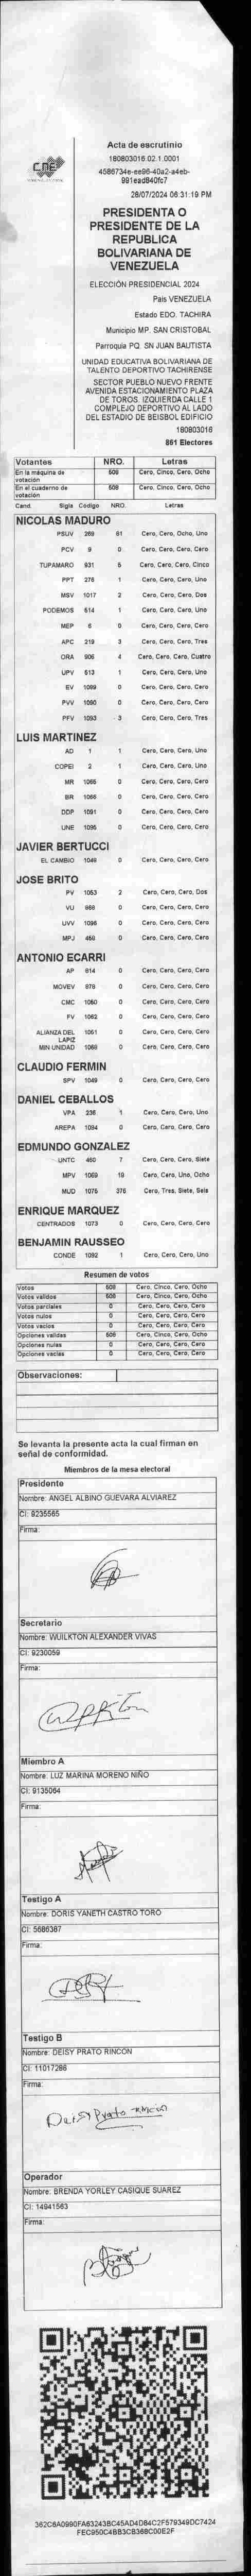 CNE
Acta de escrutinio
180803016.02.1.0001
4586734e-ee96-40a2-a4eb-
991ead840fc7
28/07/2024 06:31:19 PM
PRESIDENTA O
PRESIDENTE DE LA
REPUBLICA
BOLIVARIANA DE
VENEZUELA
ELECCIÓN PRESIDENCIAL 2024
País VENEZUELA
Estado EDO. TACHIRA
Municipio MP. SAN CRISTOBAL
Parroquia PQ. SN JUAN BAUTISTA
UNIDAD EDUCATIVA BOLIVARIANA DE
TALENTO DEPORTIVO TACHIRENSE
SECTOR PUEBLO NUEVO FRENTE
AVENIDA ESTACIONAMIENTO PLAZA
DE TOROS. IZQUIERDA CALLE 1
COMPLEJO DEPORTIVO AL LADO
DEL ESTADIO DE BEISBOL EDIFICIO
180803016
861 Electores
Votantes NRO. Letras
En la máquina de votación 508 Cero, Cinco, Cero, Ocho
En el cuaderno de votación 508 Cero, Cinco, Cero, Ocho
Cand. Sigla Código NRO. Letras
NICOLAS MADURO
PSUV 269 81 Cero, Cero, Ocho, Uno
PCV 9 0 Cero, Cero, Cero, Cero
TUPAMARO 931 5 Cero, Cero, Cero, Cinco
PPT 276 1 Cero, Cero, Cero, Uno
MSV 1017 2 Cero, Cero, Cero, Dos
PODEMOS 514 1 Cero, Cero, Cero, Uno
MEP 6 0 Cero, Cero, Cero, Cero
APC 219 3 Cero, Cero, Cero, Tres
ORA 906 4 Cero, Cero, Cero, Cuatro
UPV 513 1 Cero, Cero, Cero, Uno
EV 1099 0 Cero, Cero, Cero, Cero
PVV 1090 0 Cero, Cero, Cero, Cero
PFV 1093 3 Cero, Cero, Cero, Tres
LUIS MARTINEZ
AD 1 1 Cero, Cero, Cero, Uno
COPEI 2 1 Cero, Cero, Cero, Uno
MR 1065 0 Cero, Cero, Cero, Cero
BR 1066 0 Cero, Cero, Cero, Cero
DDP 1091 0 Cero, Cero, Cero, Cero
UNE 1095 0 Cero, Cero, Cero, Cero
JAVIER BERTUCCI
EL CAMBIO 1046 0 Cero, Cero, Cero, Cero
JOSE BRITO
PV 1053 2 Cero, Cero, Cero, Dos
VU 868 0 Cero, Cero, Cero, Cero
UVV 1098 0 Cero, Cero, Cero, Cero
MPJ 458 0 Cero, Cero, Cero, Cero
ANTONIO ECARRI
AP 814 0 Cero, Cero, Cero, Cero
MOVEV 878 0 Cero, Cero, Cero, Cero
CMC 1050 0 Cero, Cero, Cero, Cero
FV 1062 0 Cero, Cero, Cero, Cero
ALIANZA DEL LAPIZ 1061 0 Cero, Cero, Cero, Cero
MIN UNIDAD 1068 0 Cero, Cero, Cero, Cero
CLAUDIO FERMIN
SPV 1049 0 Cero, Cero, Cero, Cero
DANIEL CEBALLOS
VPA 236 1 Cero, Cero, Cero, Uno
AREPA 1094 0 Cero, Cero, Cero, Cero
EDMUNDO GONZALEZ
UNTC 460 7 Cero, Cero, Cero, Siete
MPV 1069 18 Cero, Cero, Uno, Ocho
MUD 1075 376 Cero, Tres, Siete, Seis
ENRIQUE MARQUEZ
CENTRADOS 1073 0 Cero, Cero, Cero, Cero
BENJAMIN RAUSSEO
CONDE 1092 1 Cero, Cero, Cero, Uno
Resumen de votos
Votos 508 Cero, Cinco, Cero, Ocho
Votos validos 508 Cero, Cinco, Cero, Ocho
Votos parciales 0 Cero, Cero, Cero, Cero
Votos nulos 0 Cero, Cero, Cero, Cero
Votos vacios 0 Cero, Cero, Cero, Cero
Opciones validas 508 Cero, Cinco, Cero, Ocho
Opciones nulas 0 Cero, Cero, Cero, Cero
Opciones vacias 0 Cero, Cero, Cero, Cero
Observaciones:
Se levanta la presente acta la cual firman en
señal de conformidad.
Miembros de la mesa electoral
Presidente
Nombre: ANGEL ALBINO GUEVARA ALVIAREZ
CI: 9235565
Firma:
Secretario
Nombre: WUILKTON ALEXANDER VIVAS
CI: 9230059
Firma:
Miembro A
Nombre: LUZ MARINA MORENO NIÑO
CI: 9135064
Firma:
Testigo A
Nombre: DORIS YANETH CASTRO TORO
CI: 5686387
Firma:
Testigo B
Nombre: DEISY PRATO RINCON
CI: 11017286
Firma:
Deisy Prato Rincon
Operador
Nombre: BRENDA YORLEY CASIQUE SUAREZ
CI: 14941563
Firma:
362C8A0990FA63243BC45AD4D84C2F579349DC7424
FEC950C4BB3CB368C00E2F